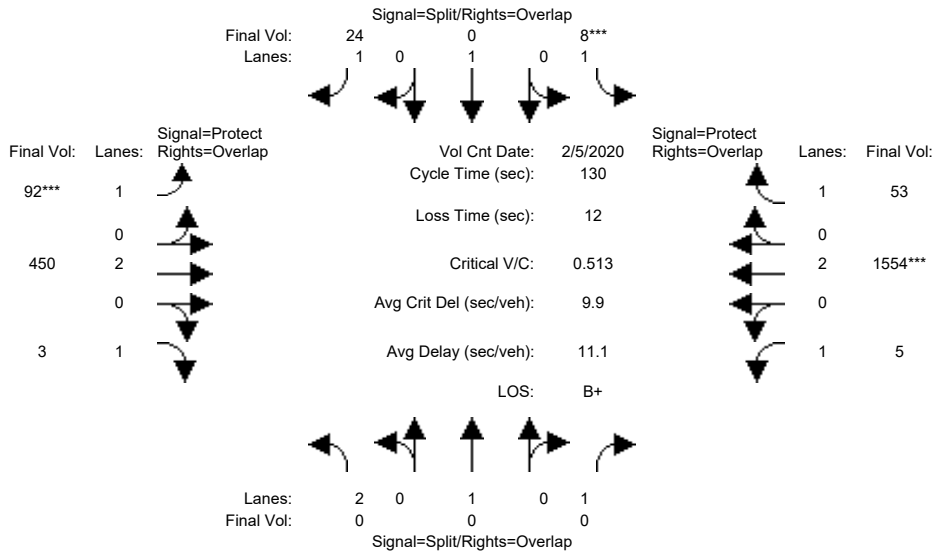 Signal=Split/Rights=Overlap
Final Vol: 24 0 8***
Lanes: 1 0 1 0 1
Signal=Protect
Final Vol: Lanes: Rights=Overlap
Vol Cnt Date: 2/5/2020
Signal=Protect
Rights=Overlap Lanes: Final Vol:
Cycle Time (sec): 130
92*** 1
1 53
Loss Time (sec): 12
0
0
450 2
Critical V/C: 0.513
2 1554***
0
Avg Crit Del (sec/veh): 9.9
0
3 1
Avg Delay (sec/veh): 11.1
1 5
LOS: B+
Lanes: 2 0 1 0 1
Final Vol: 0 0 0
Signal=Split/Rights=Overlap